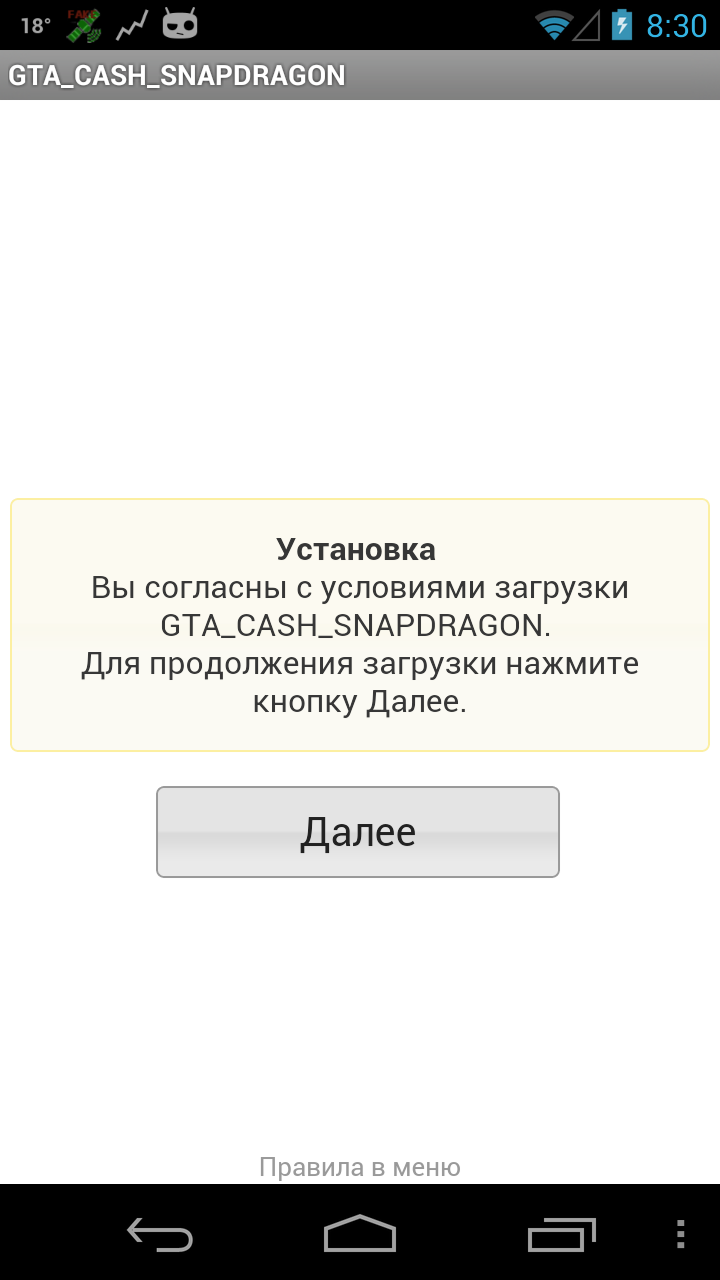 18°
FAKE
8:30
GTA_CASH_SNAPDRAGON
Установка
Вы согласны с условиями загрузки
GTA_CASH_SNAPDRAGON.
Для продолжения загрузки нажмите
кнопку Далее.
Далее
Правила в меню